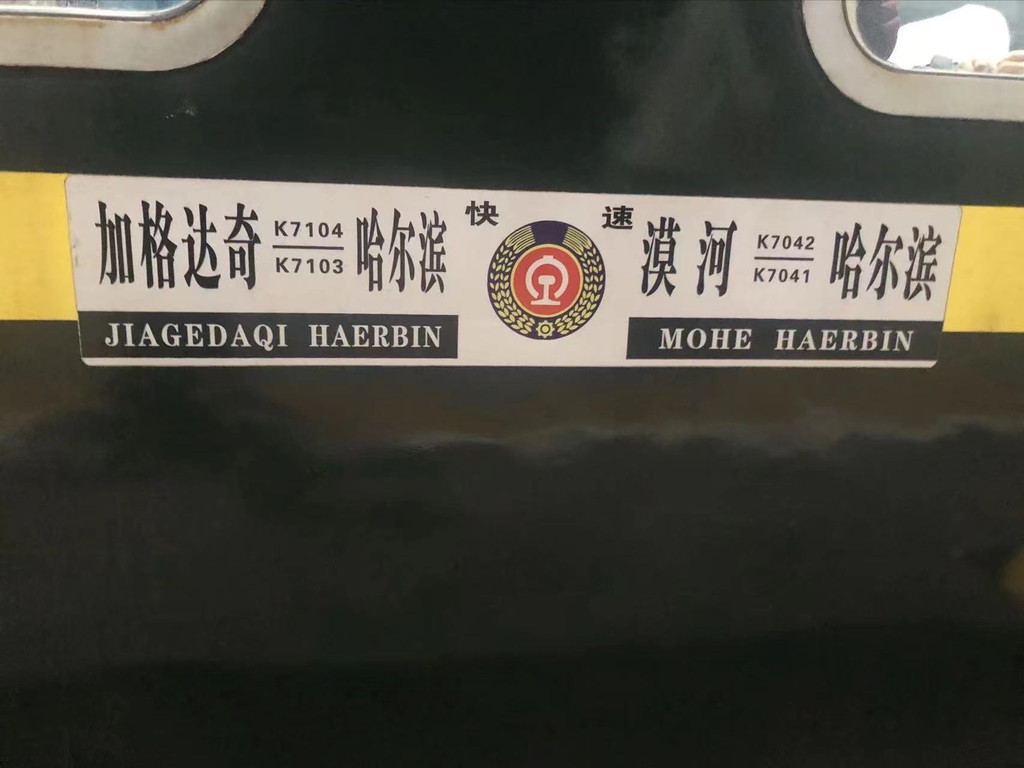 快 速
加格达奇 K7104 哈尔滨
K7103
JIAGEDAQI HAERBIN
漠河 K7042 哈尔滨
K7041
MOHE HAERBIN